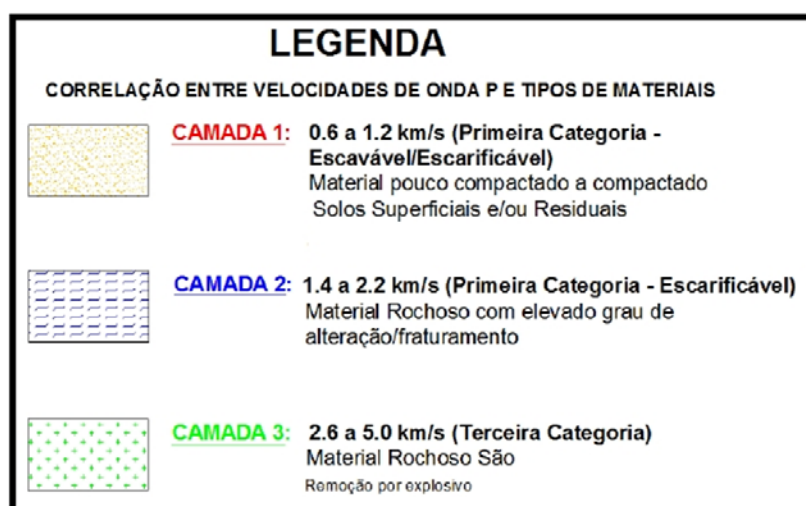 LEGENDA
CORRELAÇÃO ENTRE VELOCIDADES DE ONDA P E TIPOS DE MATERIAIS
CAMADA 1: 0.6 a 1.2 km/s (Primeira Categoria -
Escavável/Escarificável)
Material pouco compactado a compactado
Solos Superficiais e/ou Residuais
CAMADA 2: 1.4 a 2.2 km/s (Primeira Categoria - Escarificável)
Material Rochoso com elevado grau de
alteração/fraturamento
CAMADA 3: 2.6 a 5.0 km/s (Terceira Categoria)
Material Rochoso São
Remoção por explosivo